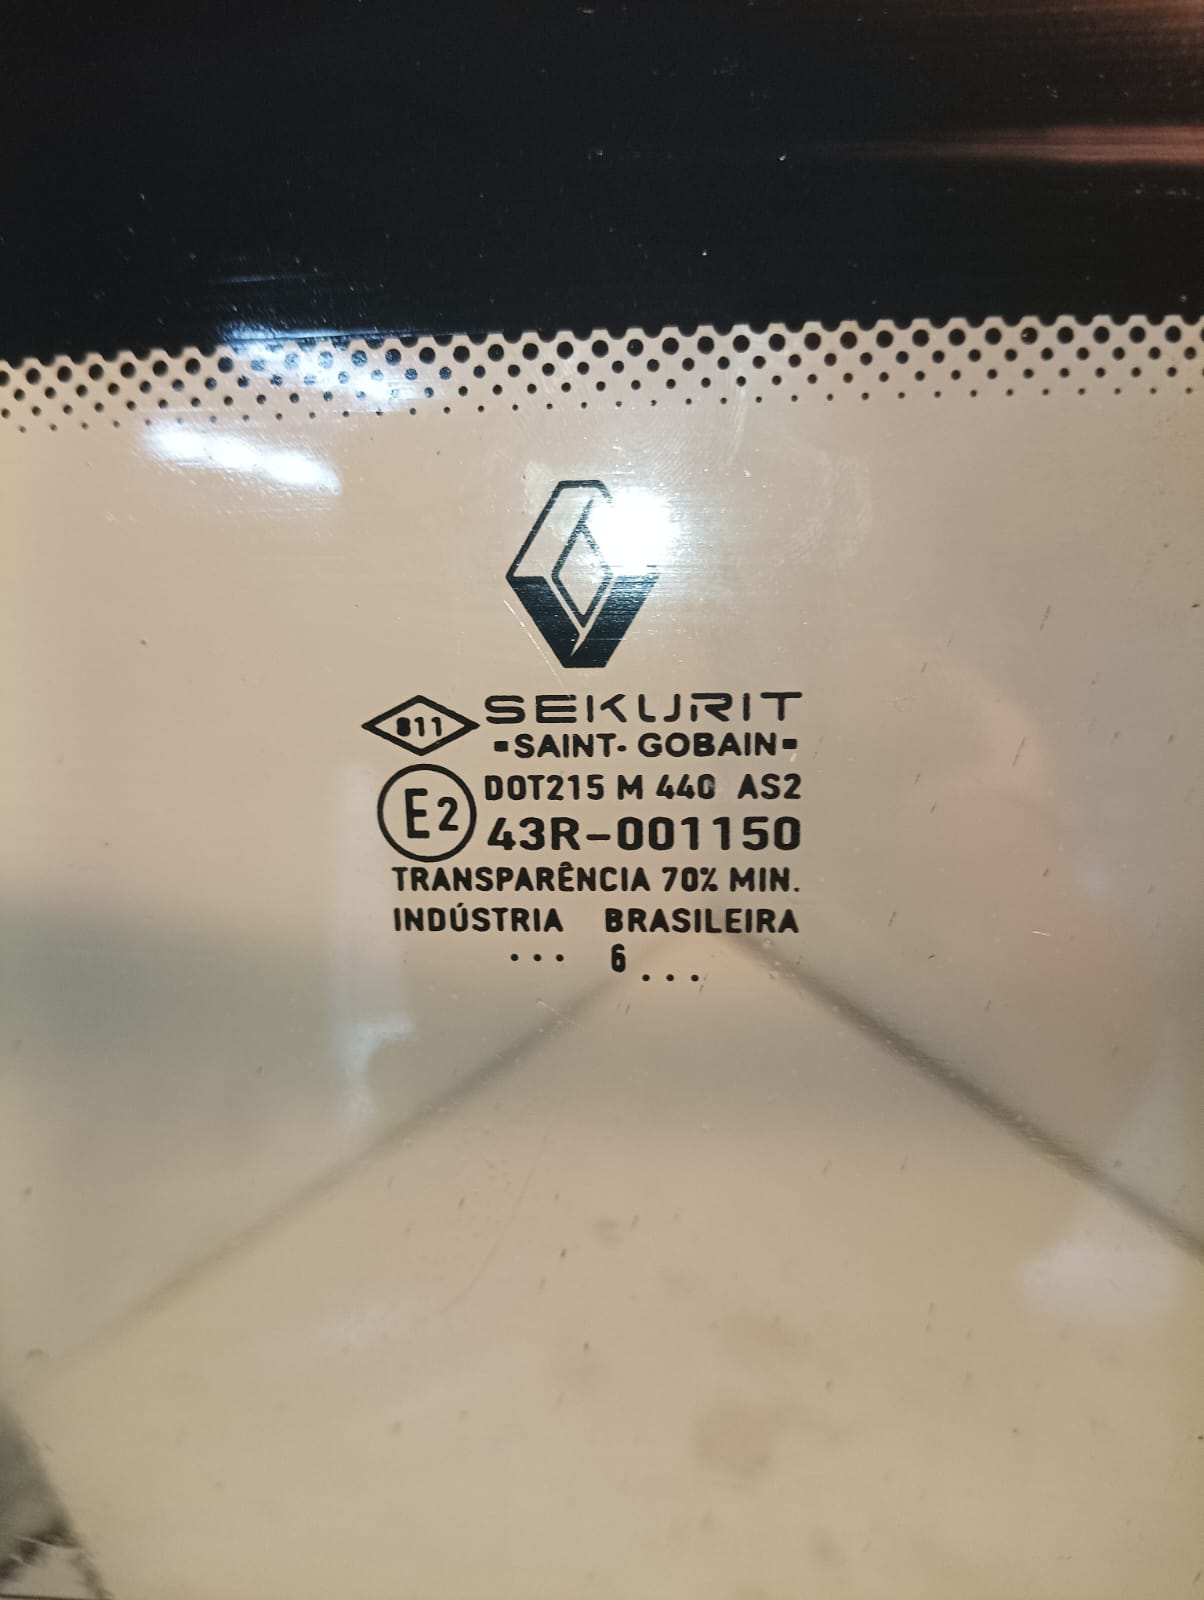 SEKURIT
811
▪SAINT-GOBAIN▪
E2
DOT215 M 440 AS2
43R-001150
TRANSPARÊNCIA 70% MIN.
INDÚSTRIA BRASILEIRA
... 6 ...